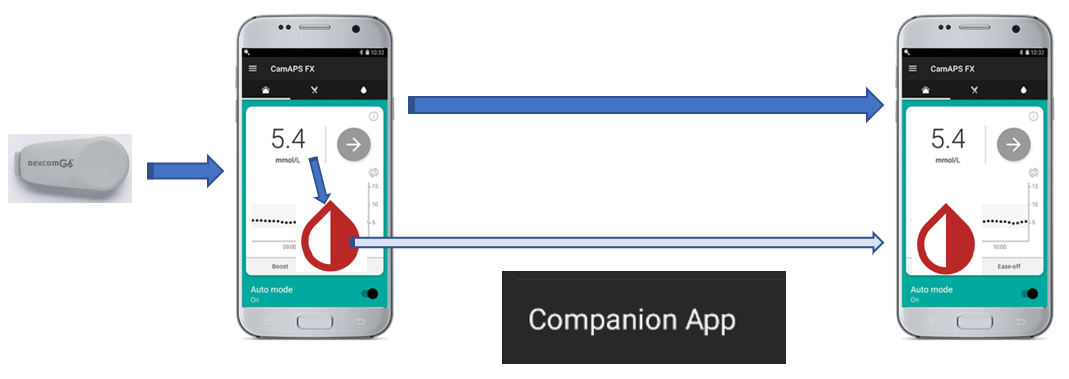 Dexcom G6
10:32
CamAPS FX
5.4
mmol/L
15
10
5
09:00
Boost
Auto mode
On
Companion App
10:32
CamAPS FX
5.4
mmol/L
15
10
5
10:00
Ease-off
Auto mode
On